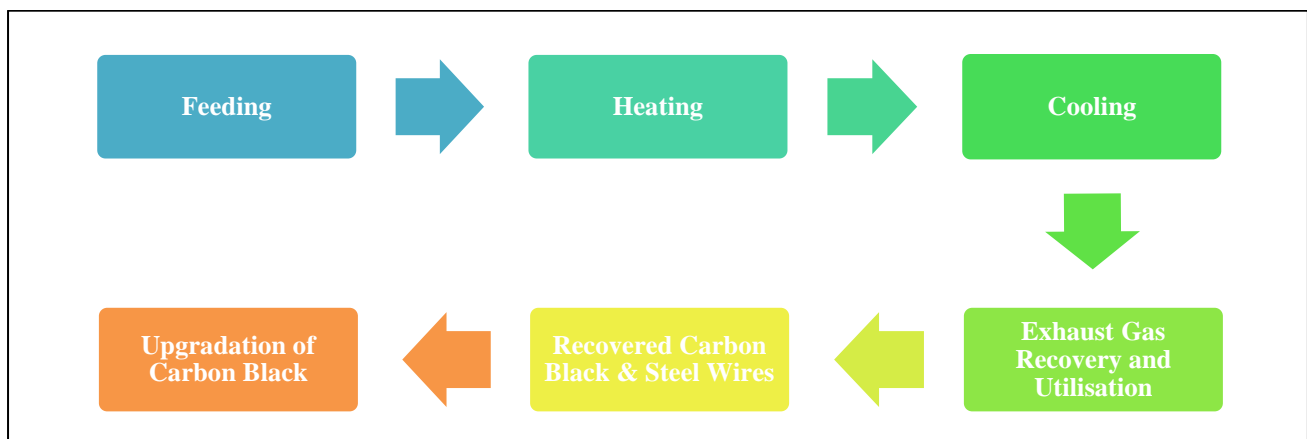 Feeding
Heating
Cooling
Exhaust Gas
Recovery and
Utilisation
Recovered Carbon
Black & Steel Wires
Upgradation of
Carbon Black